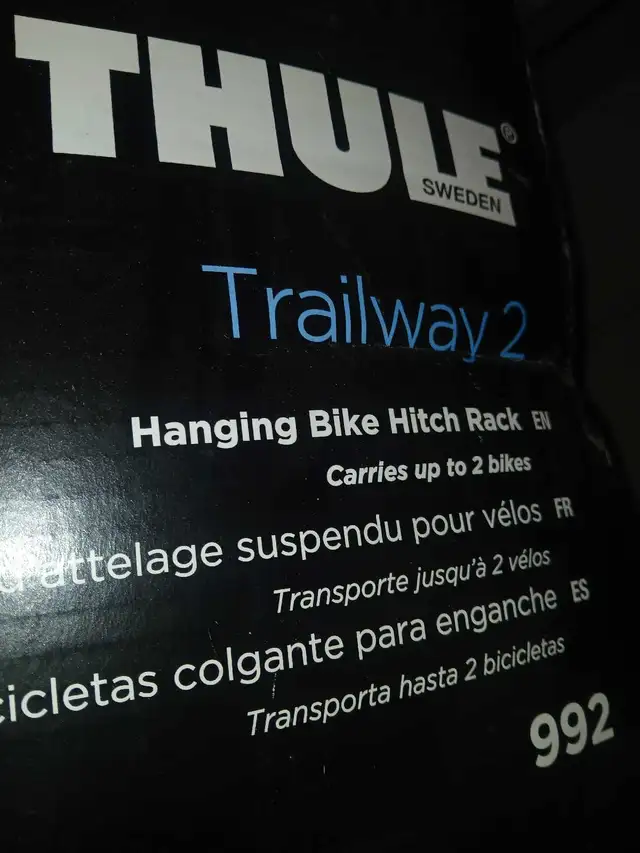 THULE®
SWEDEN
Trailway 2
Hanging Bike Hitch Rack EN
Carries up to 2 bikes
d'attelage suspendu pour vélos FR
Transporte jusqu'à 2 vélos
colgante para enganche ES
Transporta hasta 2 bicicletas
992